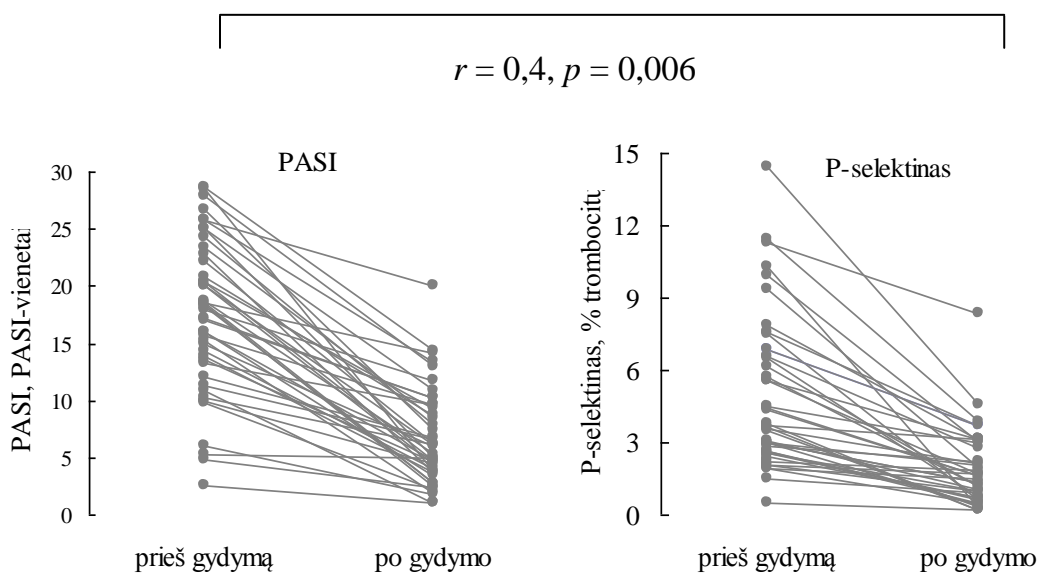 r = 0,4, p = 0,006
PASI
PASI, PASI-vienetai
30
25
20
15
10
5
0
prieš gydymą
po gydymo
P-selektinas
P-selektinas, % trombocitų
15
12
9
6
3
0
prieš gydymą
po gydymo